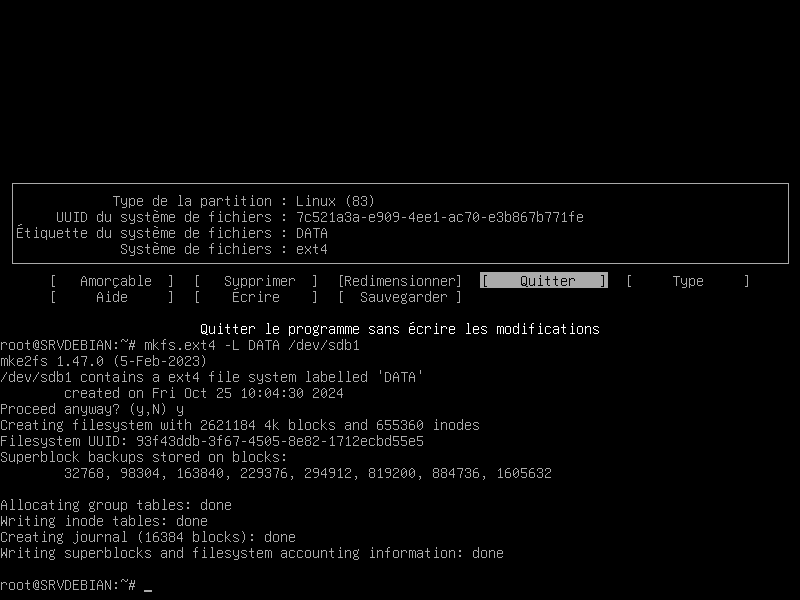 Type de la partition : Linux (83)
UUID du système de fichiers : 7c521a3a-e909-4ee1-ac70-e3b867b771fe
Étiquette du système de fichiers : DATA
Système de fichiers : ext4
[ Amorçable ] [ Supprimer ] [Redimensionner] [ Quitter ] [ Type ]
[ Aide ] [ Écrire ] [ Sauvegarder ]
Quitter le programme sans écrire les modifications
root@SRVDEBIAN:~# mkfs.ext4 -L DATA /dev/sdb1
mke2fs 1.47.0 (5-Feb-2023)
/dev/sdb1 contains a ext4 file system labelled 'DATA'
created on Fri Oct 25 10:04:30 2024
Proceed anyway? (y,N) y
Creating filesystem with 2621184 4k blocks and 655360 inodes
Filesystem UUID: 93f43ddb-3f67-4505-8e82-1712ecbd55e5
Superblock backups stored on blocks:
32768, 98304, 163840, 229376, 294912, 819200, 884736, 1605632
Allocating group tables: done
Writing inode tables: done
Creating journal (16384 blocks): done
Writing superblocks and filesystem accounting information: done
root@SRVDEBIAN:~# _